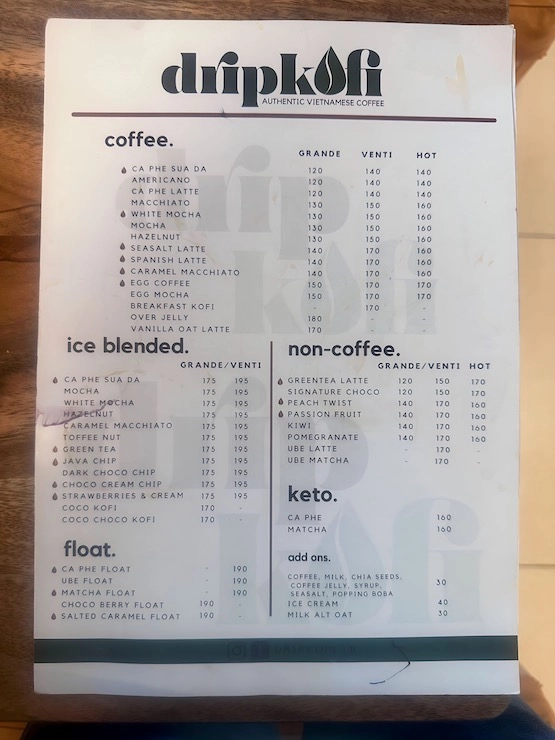 dripkofi
AUTHENTIC VIETNAMESE COFFEE
coffee.
GRANDE VENTI HOT
CA PHE SUA DA 120 140 140
AMERICANO 120 140 140
CA PHE LATTE 120 140 140
MACCHIATO 130 150 160
WHITE MOCHA 130 150 160
MOCHA 130 150 160
HAZELNUT 130 150 160
SEASALT LATTE 140 170 160
SPANISH LATTE 140 170 160
CARAMEL MACCHIATO 140 170 160
EGG COFFEE 150 170 170
EGG MOCHA 150 170 170
BREAKFAST KOFI - 170 -
OVER JELLY 180 - -
VANILLA OAT LATTE 170 - -
ice blended.
GRANDE/VENTI
CA PHE SUA DA 175 195
MOCHA 175 195
WHITE MOCHA 175 195
HAZELNUT 175 195
CARAMEL MACCHIATO 175 195
TOFFEE NUT 175 195
GREEN TEA 175 195
JAVA CHIP 175 195
DARK CHOCO CHIP 175 195
CHOCO CREAM CHIP 175 195
STRAWBERRIES & CREAM 175 195
COCO KOFI 170 -
COCO CHOCO KOFI 170
float.
CA PHE FLOAT - 190
UBE FLOAT - 190
MATCHA FLOAT - 190
CHOCO BERRY FLOAT 190 -
SALTED CARAMEL FLOAT 190 -
non-coffee.
GRANDE/VENTI HOT
GREENTEA LATTE 120 150 170
SIGNATURE CHOCO 120 150 170
PEACH TWIST 140 170 160
PASSION FRUIT 140 170 160
KIWI 140 170 160
POMEGRANATE 140 170 160
UBE LATTE - 170 -
UBE MATCHA - 170 -
keto.
CA PHE 160
MATCHA 160
add ons.
COFFEE, MILK, CHIA SEEDS,
COFFEE JELLY, SYRUP, 30
SEASALT, POPPING BOBA
ICE CREAM 40
MILK ALT OAT 30